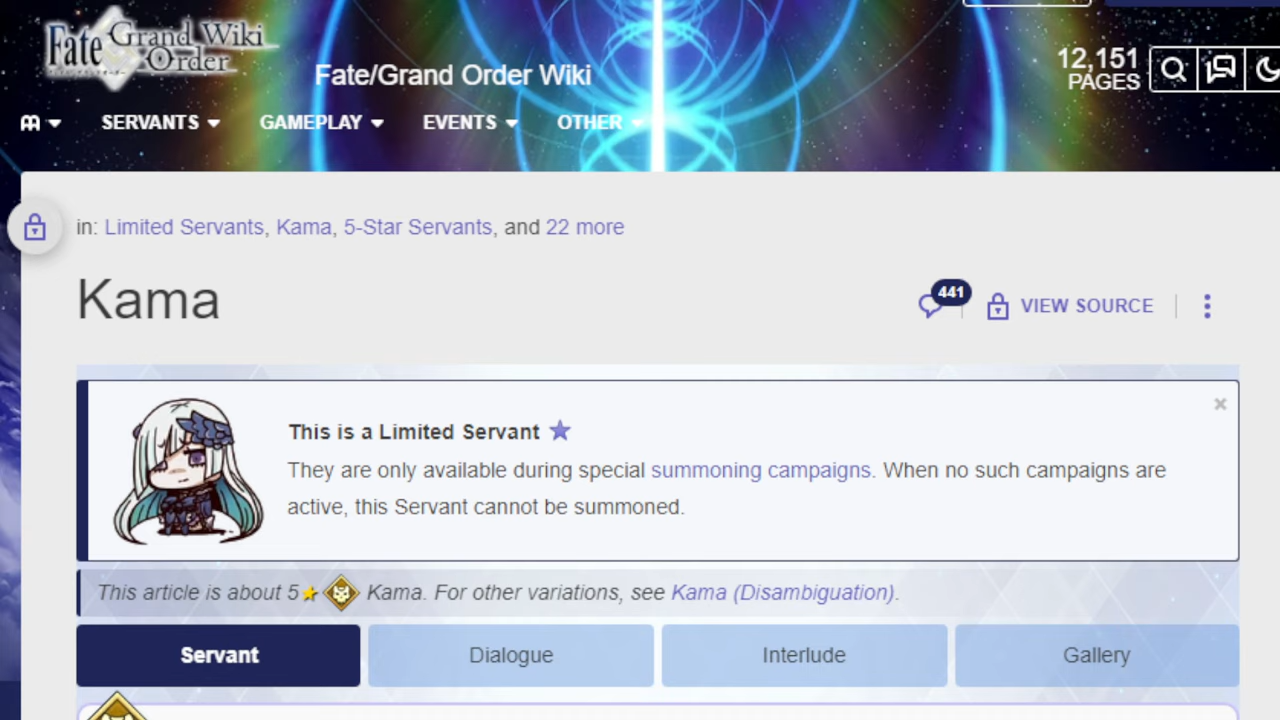 Fate Grand Wiki
Order
Fate/Grand Order Wiki
12,151
PAGES
SERVANTS
GAMEPLAY
EVENTS
OTHER
in: Limited Servants, Kama, 5-Star Servants, and 22 more
Kama
441
VIEW SOURCE
This is a Limited Servant
They are only available during special summoning campaigns. When no such campaigns are
active, this Servant cannot be summoned.
This article is about 5 Kama. For other variations, see Kama (Disambiguation).
Servant
Dialogue
Interlude
Gallery